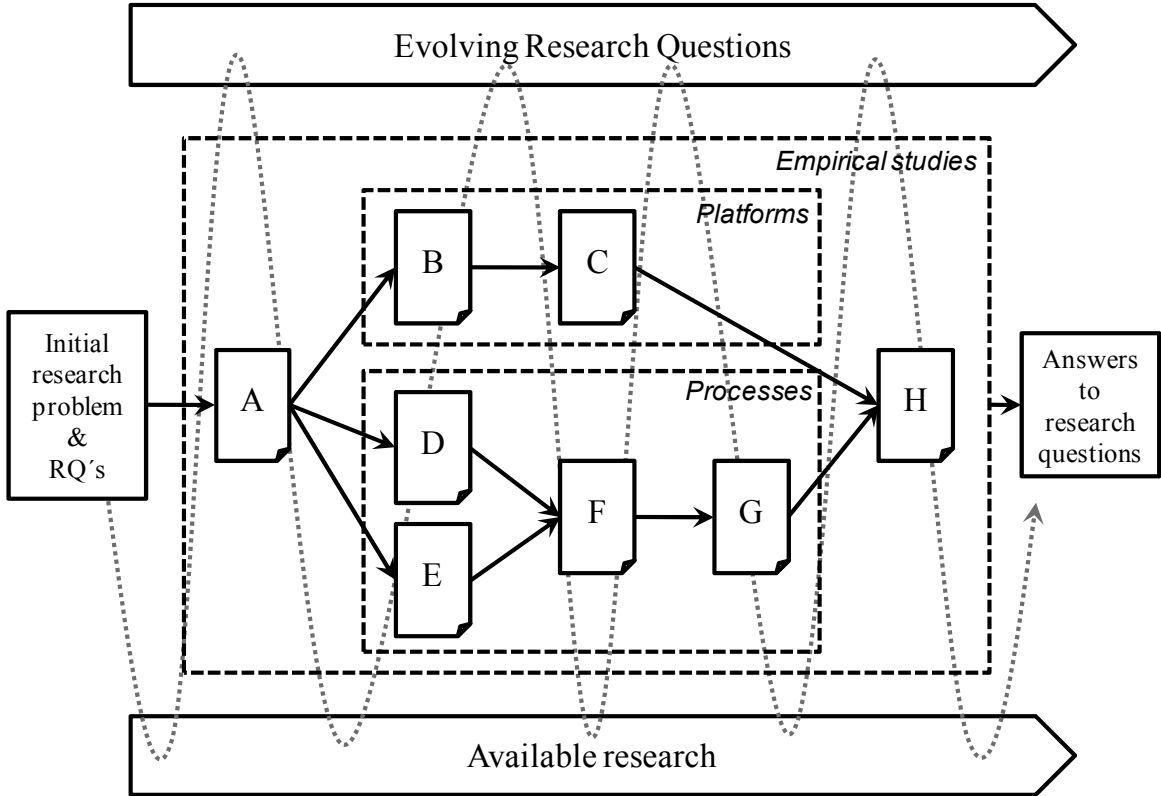 Evolving Research Questions
Empirical studies
Platforms
B
C
Initial
research
problem
&
RQ´s
A
Processes
D
E
F
G
H
Answers
to
research
questions
Available research